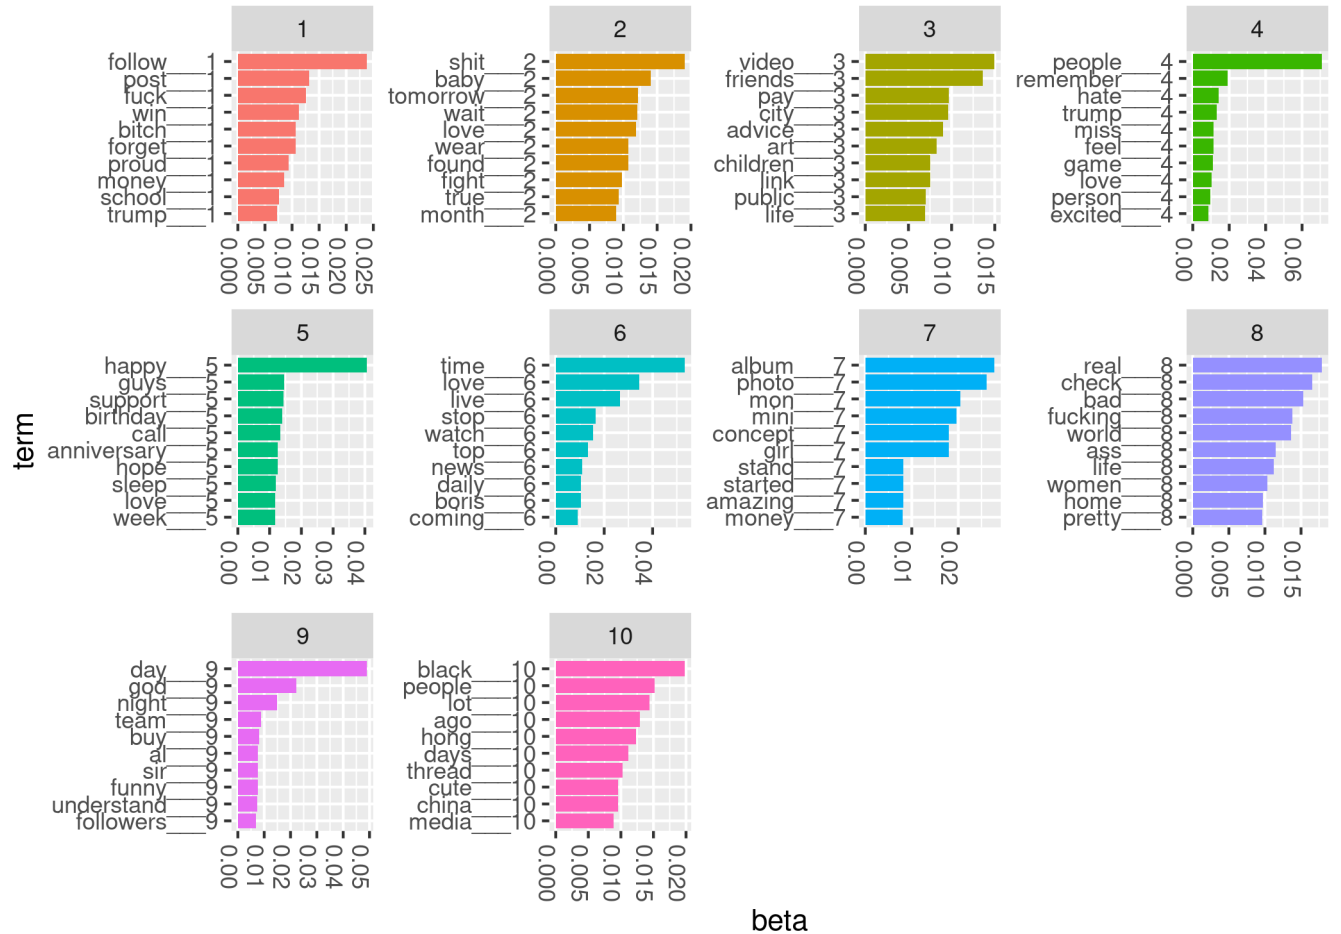 1
follow___1
post___1
fuck___1
win___1
bitch___1
forget___1
proud___1
money___1
school___1
trump___1
0.000
0.005
0.010
0.015
0.020
0.025
2
shit___2
baby___2
tomorrow___2
wait___2
love___2
wear___2
found___2
fight___2
true___2
month___2
0.000
0.005
0.010
0.015
0.020
3
video___3
friends___3
pay___3
city___3
advice___3
art___3
children___3
link___3
public___3
life___3
0.000
0.005
0.010
0.015
4
people___4
remember___4
hate___4
trump___4
miss___4
feel___4
game___4
love___4
person___4
excited___4
0.00
0.02
0.04
0.06
term
5
happy___5
guys___5
support___5
birthday___5
call___5
anniversary___5
hope___5
sleep___5
love___5
week___5
0.00
0.01
0.02
0.03
0.04
6
time___6
love___6
live___6
stop___6
watch___6
top___6
news___6
daily___6
boris___6
coming___6
0.00
0.02
0.04
7
album___7
photo___7
mon___7
mini___7
concept___7
girl___7
stand___7
started___7
amazing___7
money___7
0.00
0.01
0.02
8
real___8
check___8
bad___8
fucking___8
world___8
ass___8
life___8
women___8
home___8
pretty___8
0.000
0.005
0.010
0.015
9
day___9
god___9
night___9
team___9
buy___9
al___9
sir___9
funny___9
understand___9
followers___9
0.00
0.01
0.02
0.03
0.04
0.05
10
black___10
people___10
lot___10
ago___10
hong___10
days___10
thread___10
cute___10
china___10
media___10
0.000
0.005
0.010
0.015
0.020
beta